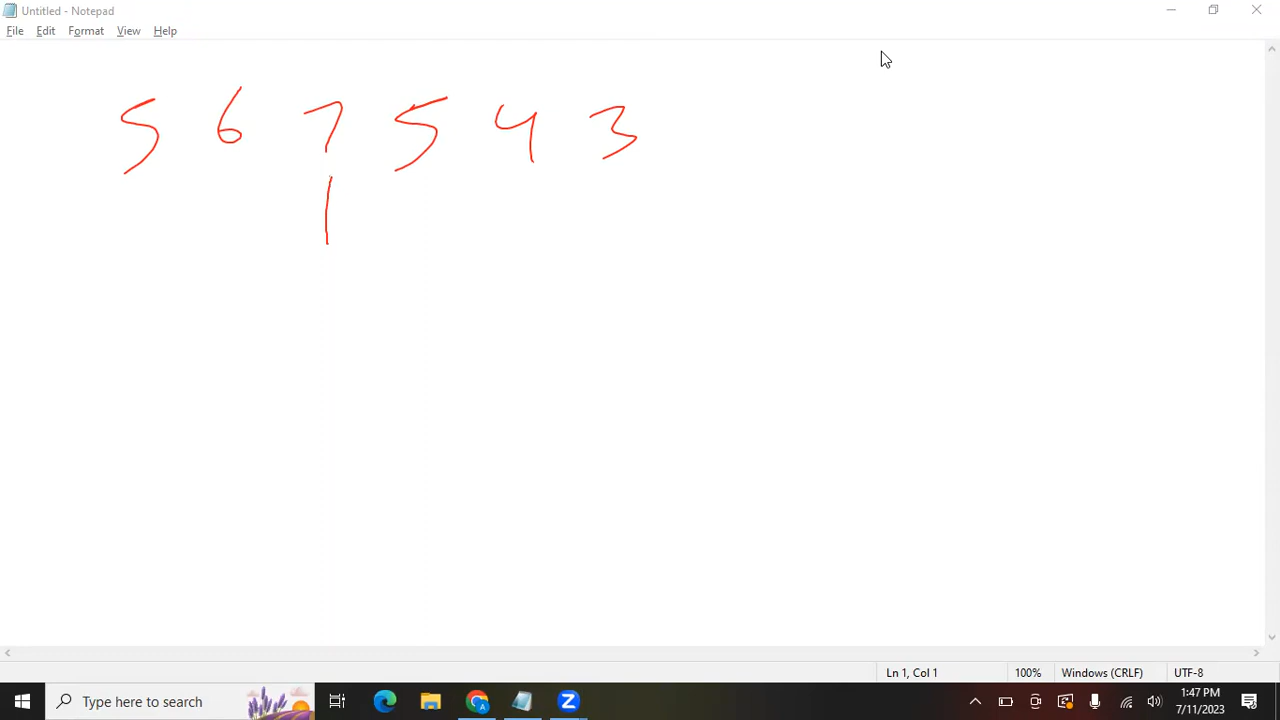 Untitled - Notepad
File Edit Format View Help
5 6 7 5 4 3
|
Ln 1, Col 1 100% Windows (CRLF) UTF-8
Type here to search
1:47 PM
7/11/2023